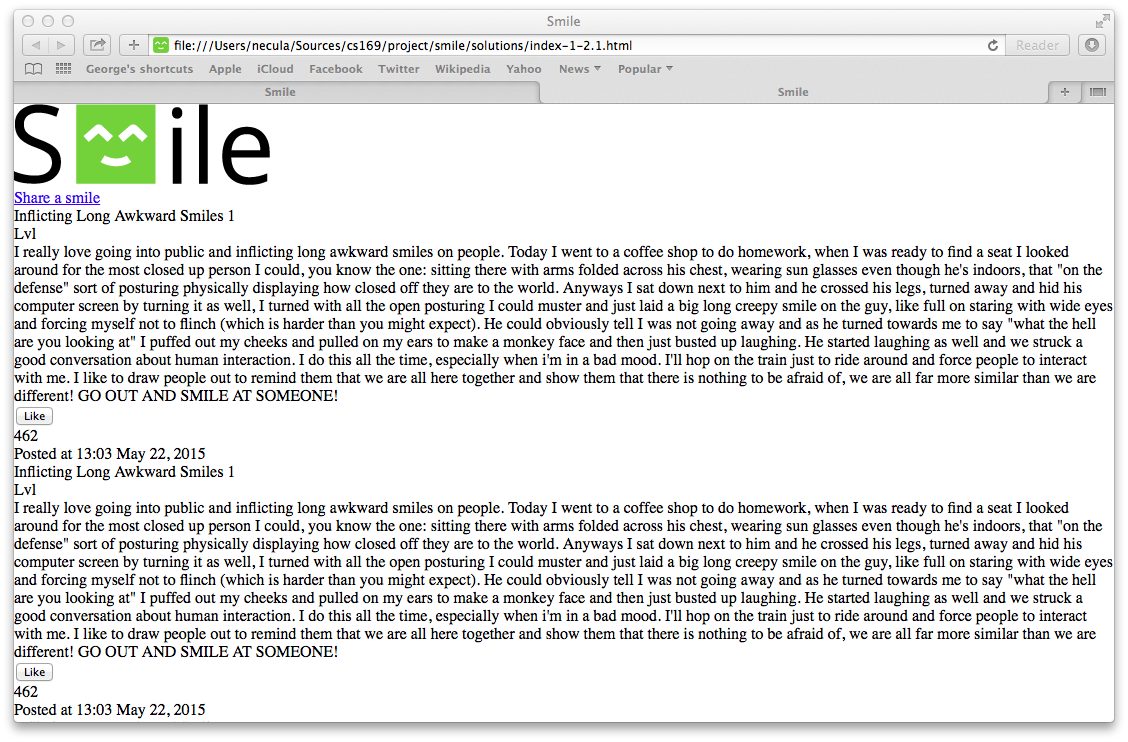 Smile
file:///Users/necula/Sources/cs169/project/smile/solutions/index-1-2.1.html
Reader
George's shortcuts Apple iCloud Facebook Twitter Wikipedia Yahoo News Popular
Smile Smile
Smile
Share a smile
Inflicting Long Awkward Smiles 1
Lvl
I really love going into public and inflicting long awkward smiles on people. Today I went to a coffee shop to do homework, when I was ready to find a seat I looked
around for the most closed up person I could, you know the one: sitting there with arms folded across his chest, wearing sun glasses even though he's indoors, that "on the
defense" sort of posturing physically displaying how closed off they are to the world. Anyways I sat down next to him and he crossed his legs, turned away and hid his
computer screen by turning it as well, I turned with all the open posturing I could muster and just laid a big long creepy smile on the guy, like full on staring with wide eyes
and forcing myself not to flinch (which is harder than you might expect). He could obviously tell I was not going away and as he turned towards me to say "what the hell
are you looking at" I puffed out my cheeks and pulled on my ears to make a monkey face and then just busted up laughing. He started laughing as well and we struck a
good conversation about human interaction. I do this all the time, especially when i'm in a bad mood. I'll hop on the train just to ride around and force people to interact
with me. I like to draw people out to remind them that we are all here together and show them that there is nothing to be afraid of, we are all far more similar than we are
different! GO OUT AND SMILE AT SOMEONE!
Like
462
Posted at 13:03 May 22, 2015
Inflicting Long Awkward Smiles 1
Lvl
I really love going into public and inflicting long awkward smiles on people. Today I went to a coffee shop to do homework, when I was ready to find a seat I looked
around for the most closed up person I could, you know the one: sitting there with arms folded across his chest, wearing sun glasses even though he's indoors, that "on the
defense" sort of posturing physically displaying how closed off they are to the world. Anyways I sat down next to him and he crossed his legs, turned away and hid his
computer screen by turning it as well, I turned with all the open posturing I could muster and just laid a big long creepy smile on the guy, like full on staring with wide eyes
and forcing myself not to flinch (which is harder than you might expect). He could obviously tell I was not going away and as he turned towards me to say "what the hell
are you looking at" I puffed out my cheeks and pulled on my ears to make a monkey face and then just busted up laughing. He started laughing as well and we struck a
good conversation about human interaction. I do this all the time, especially when i'm in a bad mood. I'll hop on the train just to ride around and force people to interact
with me. I like to draw people out to remind them that we are all here together and show them that there is nothing to be afraid of, we are all far more similar than we are
different! GO OUT AND SMILE AT SOMEONE!
Like
462
Posted at 13:03 May 22, 2015